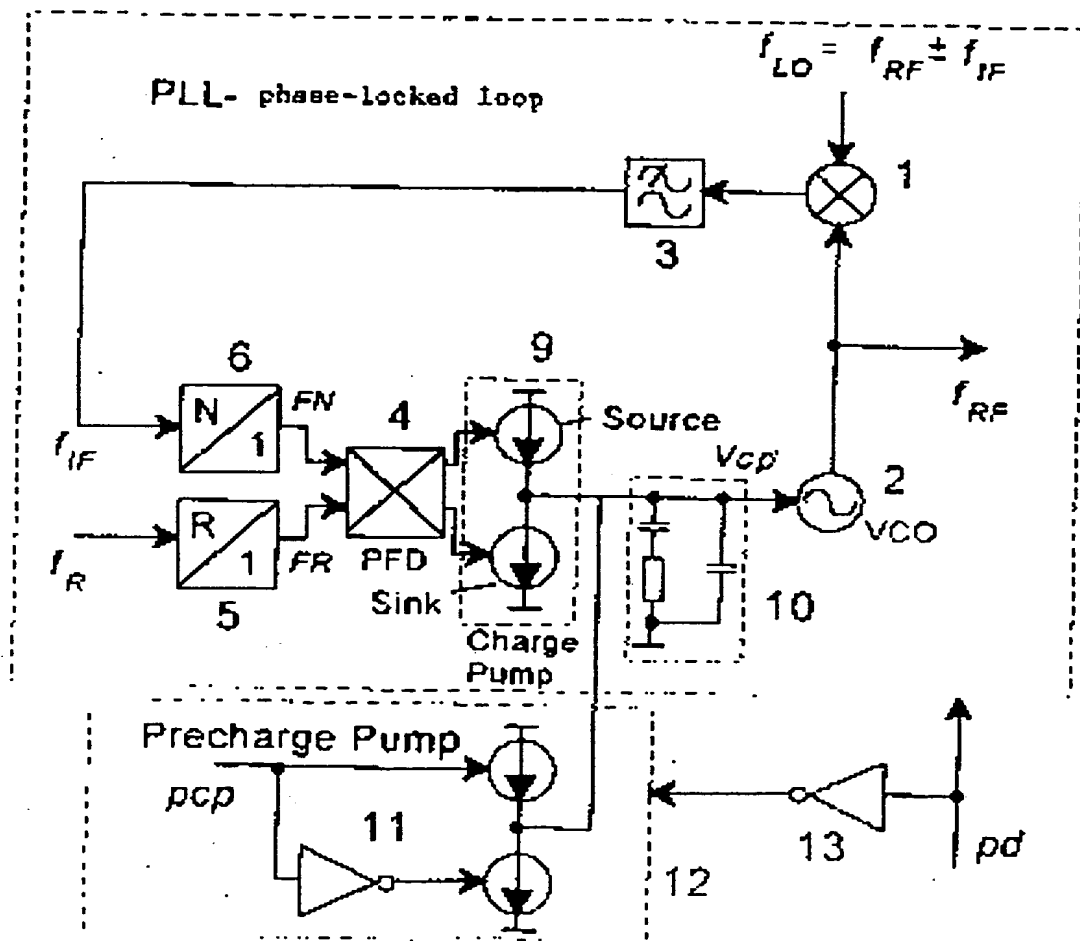 f_LO = f_RF ± f_IF
PLL- phase-locked loop
1
3
6
9
N
1
FN
4
Source
f_RF
f_IF
Vcp
2
R
1
FR
PFD
VCO
f_R
Sink
10
5
Charge
Pump
Precharge Pump
pcp
11
13
pd
12